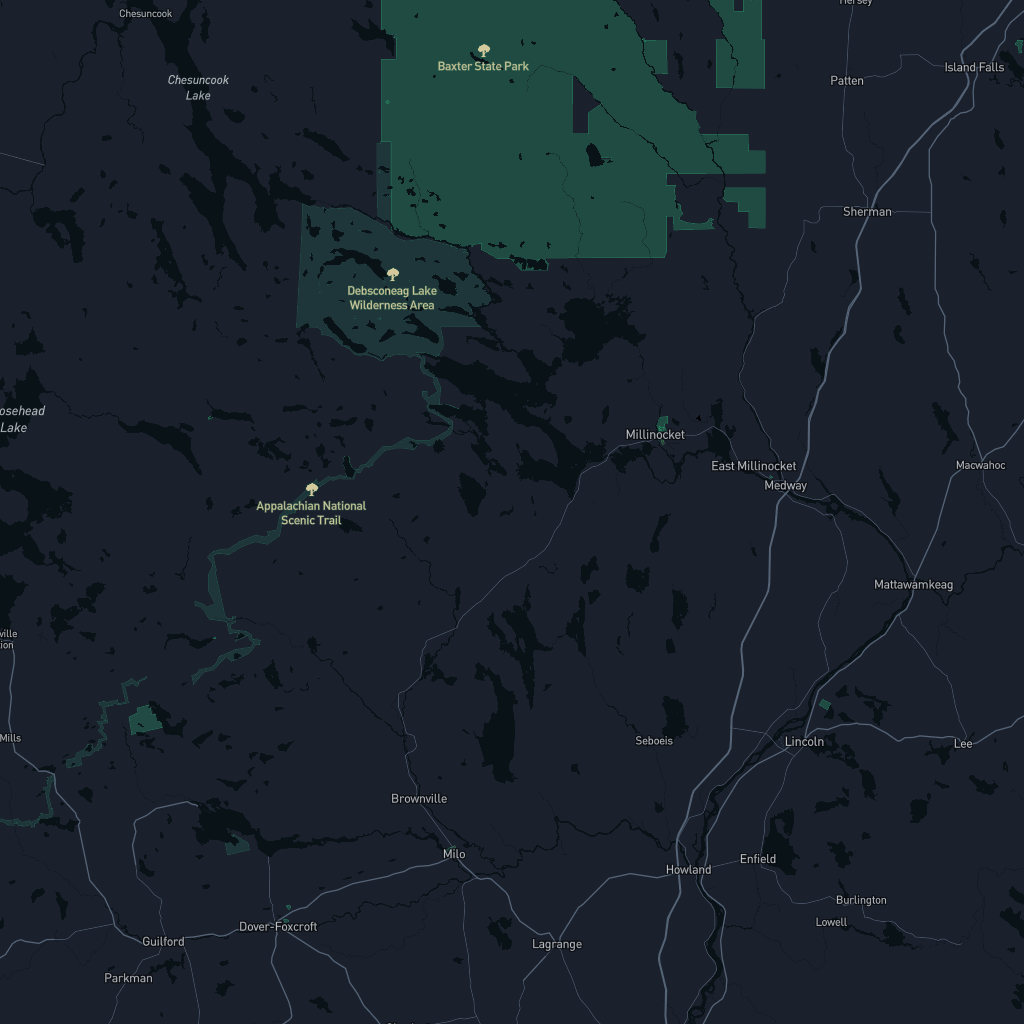 Hersey
Chesuncook
Baxter State Park
Island Falls
Patten
Chesuncook
Lake
Sherman
Debsconeag Lake
Wilderness Area
osehead
Lake
Millinocket
East Millinocket
Macwahoc
Medway
Appalachian National
Scenic Trail
Mattawamkeag
ville
tion
Mills
Seboeis
Lincoln
Lee
Brownville
Milo
Enfield
Howland
Burlington
Lowell
Dover-Foxcroft
Guilford
Lagrange
Parkman